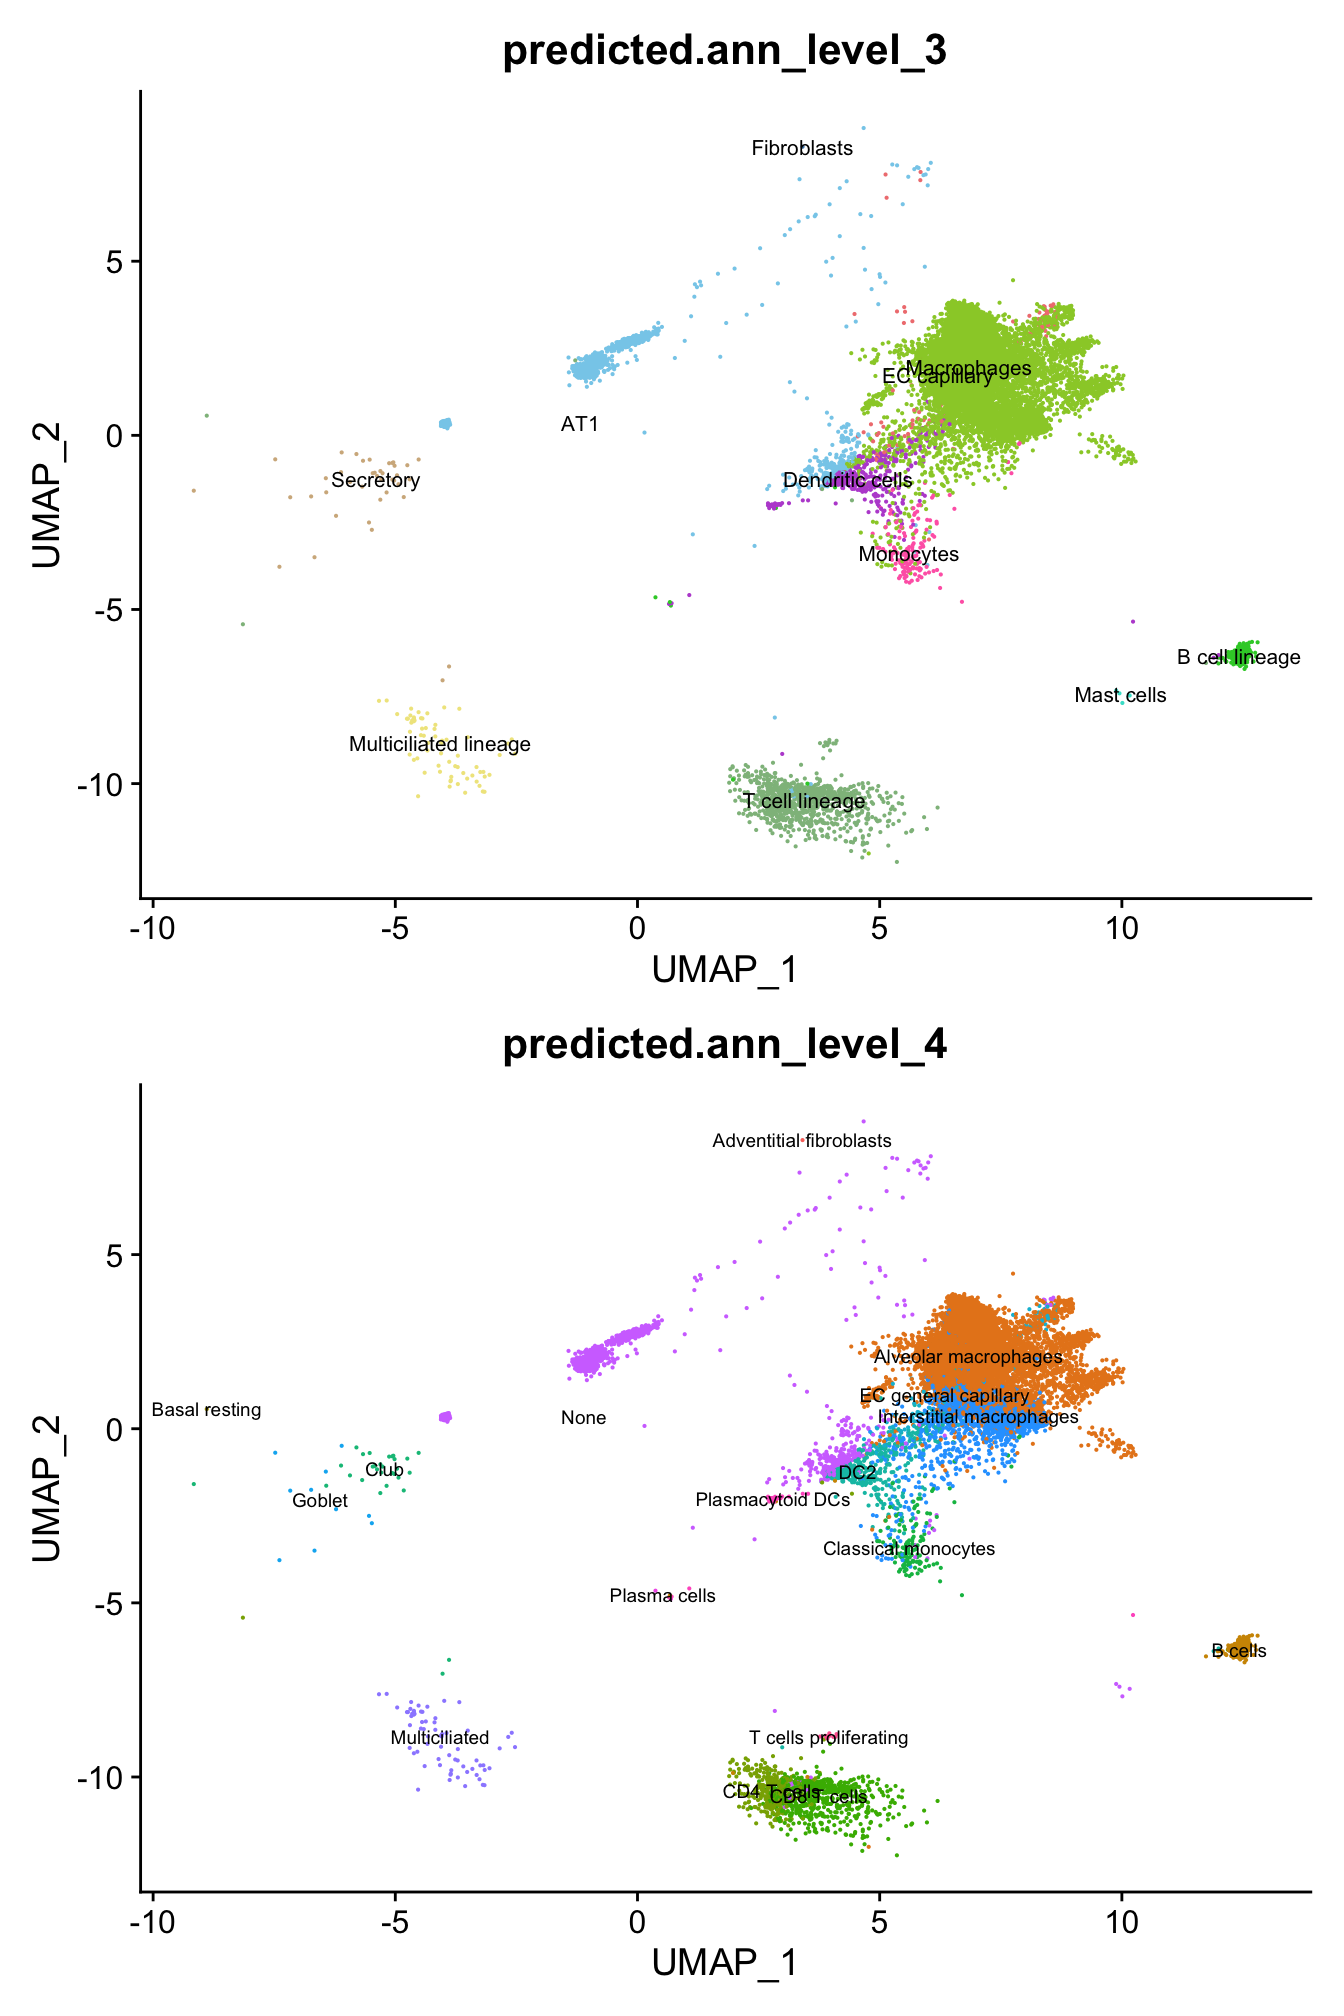 predicted.ann_level_3
Fibroblasts
5
Macrophages
EC capillary
AT1
0
Secretory
Dendritic cells
UMAP_2
Monocytes
-5
B cell lineage
Mast cells
Multiciliated lineage
-10
T cell lineage
-10 -5 0 5 10
UMAP_1
predicted.ann_level_4
Adventitial fibroblasts
5
Alveolar macrophages
EC general capillary
Basal resting
None
Interstitial macrophages
0
Club
DC2
Goblet
Plasmacytoid DCs
UMAP_2
Classical monocytes
Plasma cells
-5
B cells
Multiciliated
T cells proliferating
-10
CD4 T cells
CD8 T cells
-10 -5 0 5 10
UMAP_1